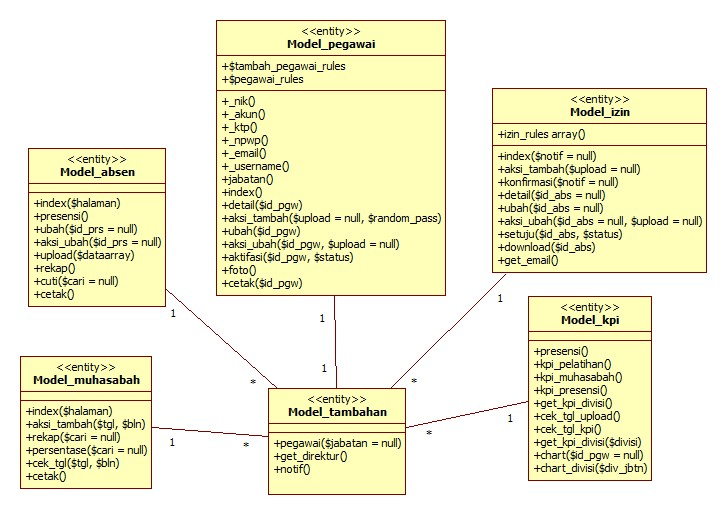 <<entity>>
Model_pegawai
+$tambah_pegawai_rules
+$pegawai_rules
+_nik()
+_akun()
+_ktp()
+_npwp()
+_email()
+_username()
+jabatan()
+index()
+detail($id_pgw)
+aksi_tambah($upload = null, $random_pass)
+ubah($id_pgw)
+aksi_ubah($id_pgw, $upload = null)
+aktifasi($id_pgw, $status)
+foto()
+cetak($id_pgw)
<<entity>>
Model_izin
+izin_rules array()
+index($notif = null)
+aksi_tambah($upload = null)
+konfirmasi($notif = null)
+detail($id_abs = null)
+ubah($id_abs = null)
+aksi_ubah($id_abs = null, $upload = null)
+setuju($id_abs, $status)
+download($id_abs)
+get_email()
<<entity>>
Model_absen
+index($halaman)
+presensi()
+ubah($id_prs = null)
+aksi_ubah($id_prs = null)
+upload($dataarray)
+rekap()
+cuti($cari = null)
+cetak()
1
1
1
<<entity>>
Model_kpi
+presensi()
+kpi_pelatihan()
+kpi_muhasabah()
+kpi_presensi()
+get_kpi_divisi()
+cek_tgl_upload()
+cek_tgl_kpi()
+get_kpi_divisi($divisi)
+chart($id_pgw = null)
+chart_divisi($div_jbtn)
<<entity>>
Model_muhasabah
+index($halaman)
+aksi_tambah($tgl, $bln)
+rekap($cari = null)
+persentase($cari = null)
+cek_tgl($tgl, $bln)
+cetak()
*
1
*
<<entity>>
Model_tambahan
+pegawai($jabatan = null)
+get_direktur()
+notif()
1
*
*
1